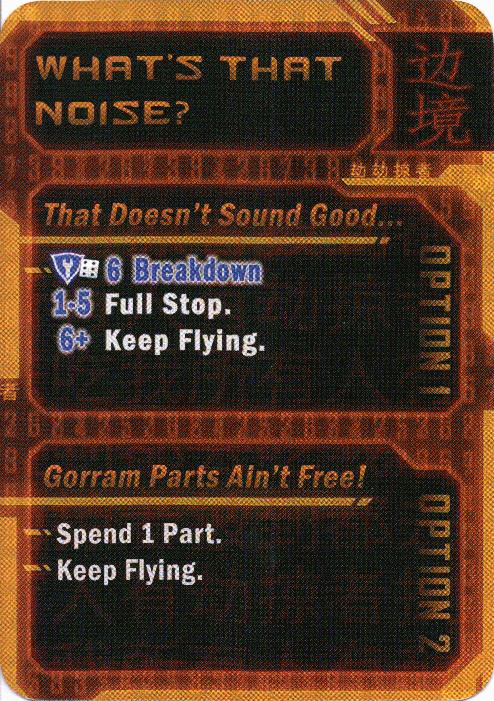 WHAT'S THAT
NOISE?
边
境
That Doesn't Sound Good...
6 Breakdown
1-5 Full Stop.
6+ Keep Flying.
OPTION 1
者
Gorram Parts Ain't Free!
Spend 1 Part.
Keep Flying.
OPTION 2